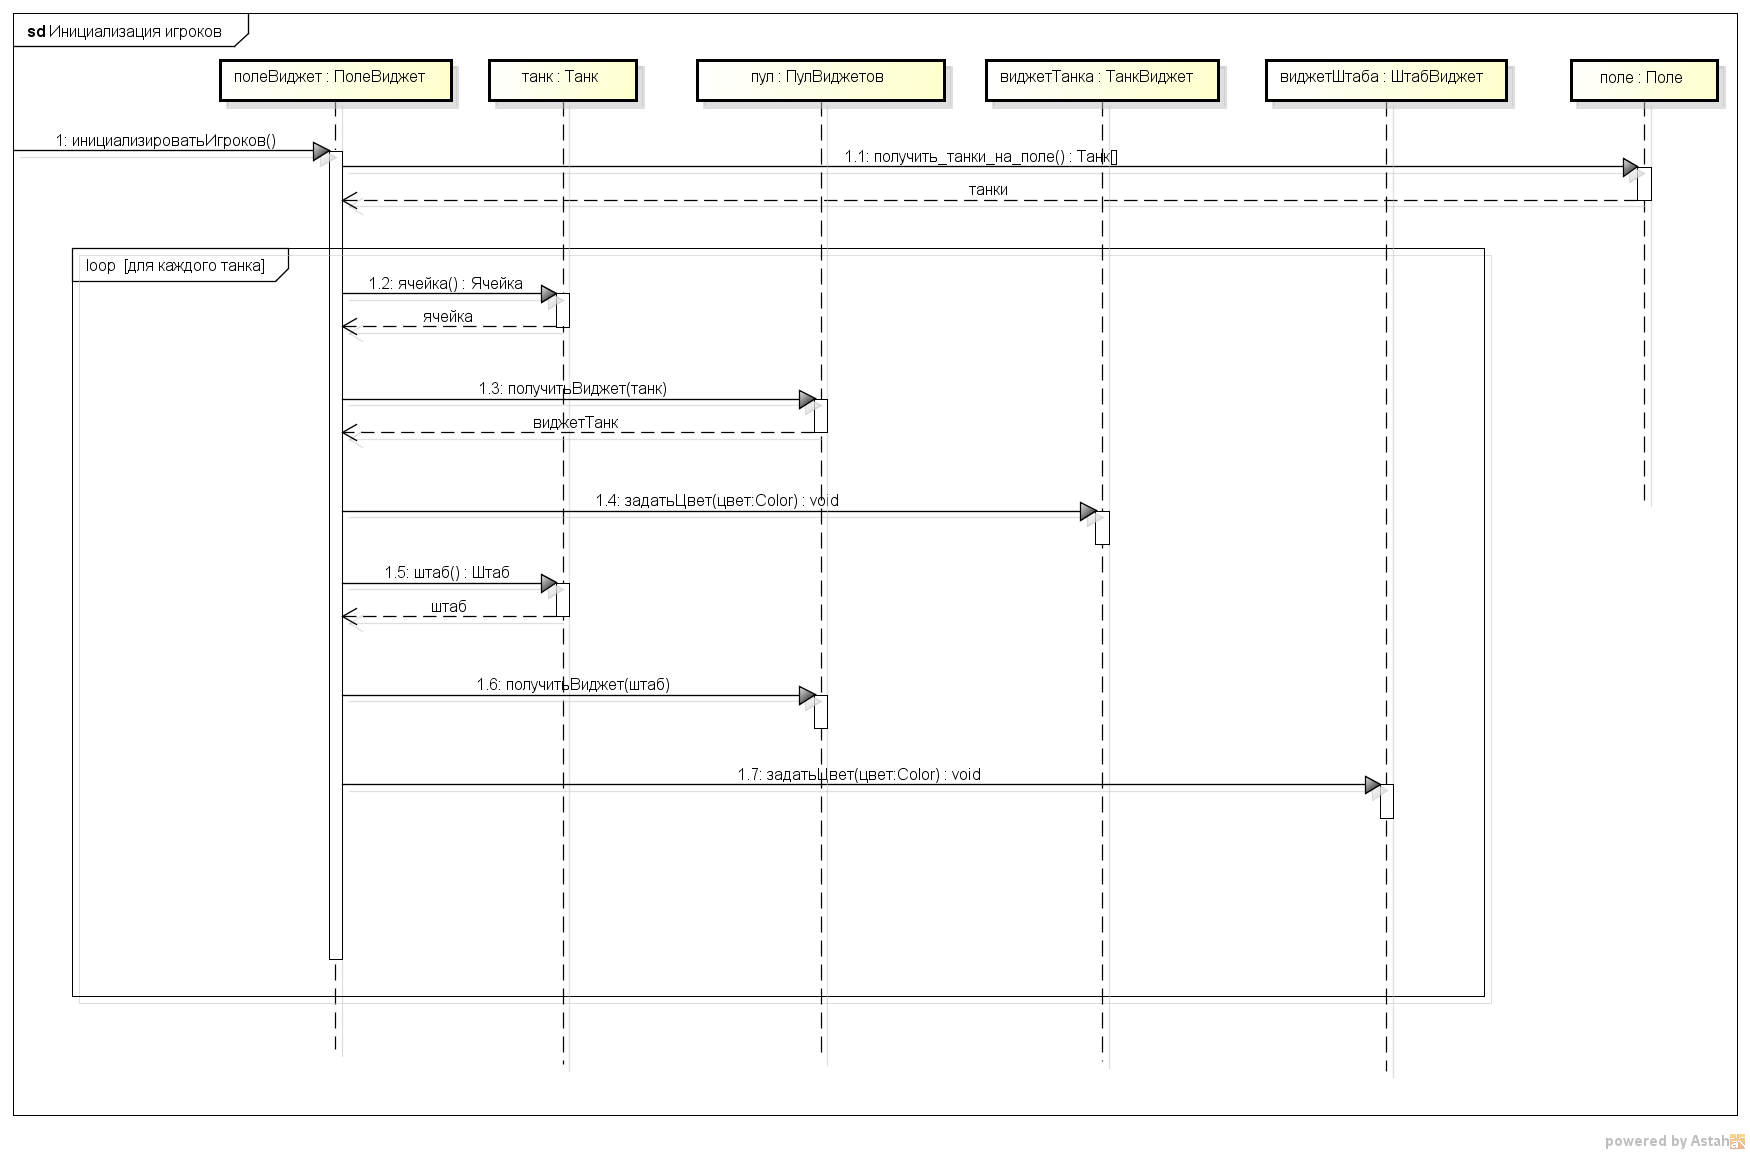 sd Инициализация игроков
полеВиджет : ПолеВиджет
танк : Танк
пул : ПулВиджетов
виджетТанка : ТанкВиджет
виджетШтаба : ШтабВиджет
поле : Поле
1: инициализироватьИгроков()
1.1: получить_танки_на_поле() : Танк[]
танки
loop [для каждого танка]
1.2: ячейка() : Ячейка
ячейка
1.3: получитьВиджет(танк)
виджетТанк
1.4: задатьЦвет(цвет:Color) : void
1.5: штаб() : Штаб
штаб
1.6: получитьВиджет(штаб)
1.7: задатьЦвет(цвет:Color) : void
powered by Astah